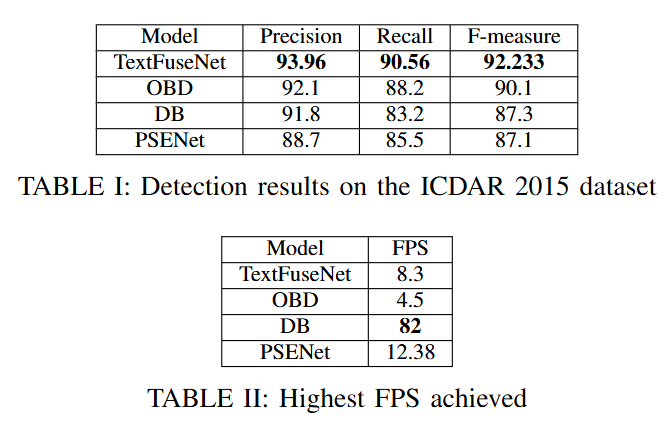 Model Precision Recall F-measure
TextFuseNet 93.96 90.56 92.233
OBD 92.1 88.2 90.1
DB 91.8 83.2 87.3
PSENet 88.7 85.5 87.1
TABLE I: Detection results on the ICDAR 2015 dataset
Model FPS
TextFuseNet 8.3
OBD 4.5
DB 82
PSENet 12.38
TABLE II: Highest FPS achieved